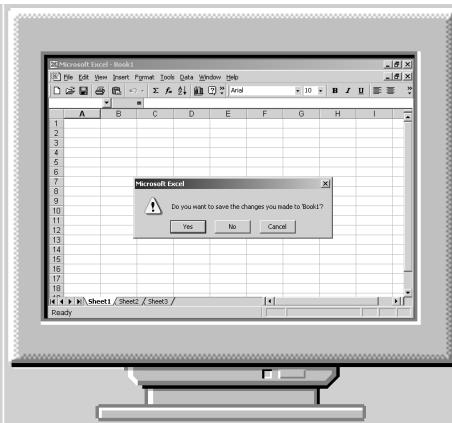 Microsoft Excel - Book1
File Edit View Insert Format Tools Data Window Help
Σ f* Arial 10 B I U
=
A B C D E F G H I
1
2
3
4
5
6
7
Microsoft Excel
8
9
Do you want to save the changes you made to 'Book1'?
10
11
Yes No Cancel
12
13
14
15
16
17
18
Sheet1 Sheet2 Sheet3
Ready